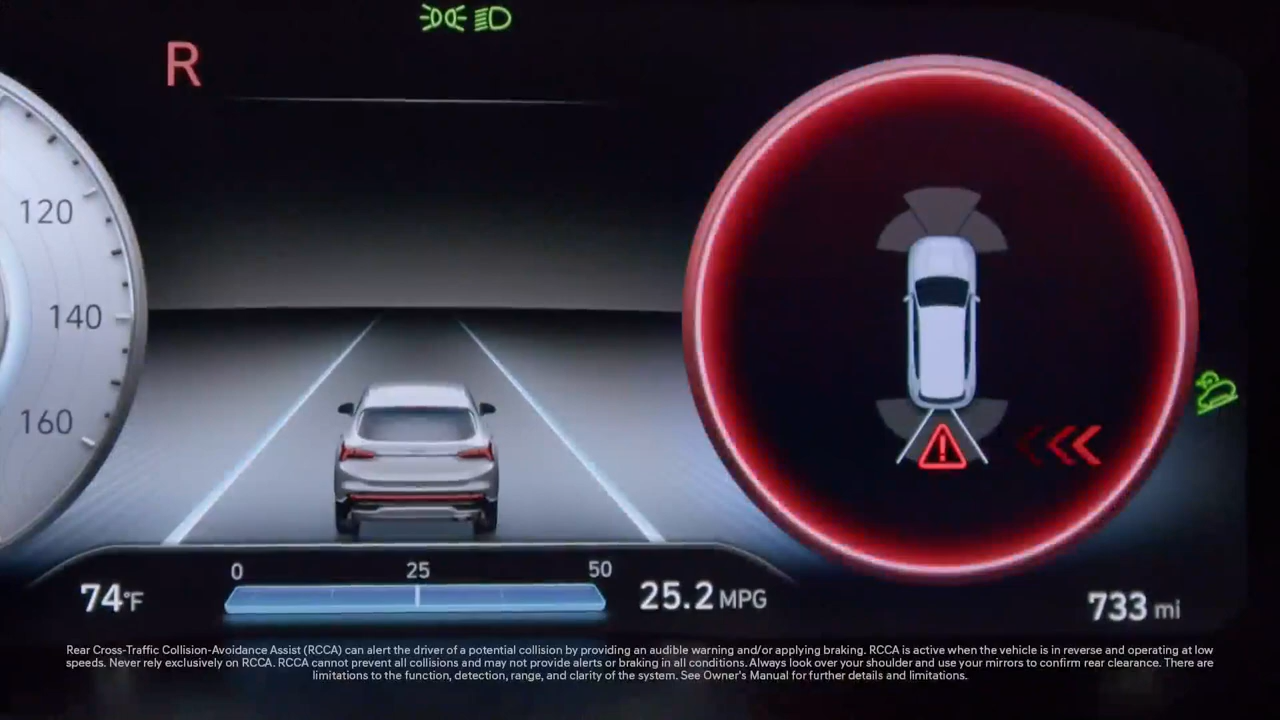 R
120
140
160
0 25 50
74°F
25.2 MPG
733 mi
Rear Cross-Traffic Collision-Avoidance Assist (RCCA) can alert the driver of a potential collision by providing an audible warning and/or applying braking. RCCA is active when the vehicle is in reverse and operating at low
speeds. Never rely exclusively on RCCA. RCCA cannot prevent all collisions and may not provide alerts or braking in all conditions. Always look over your shoulder and use your mirrors to confirm rear clearance. There are
limitations to the function, detection, range, and clarity of the system. See Owner's Manual for further details and limitations.